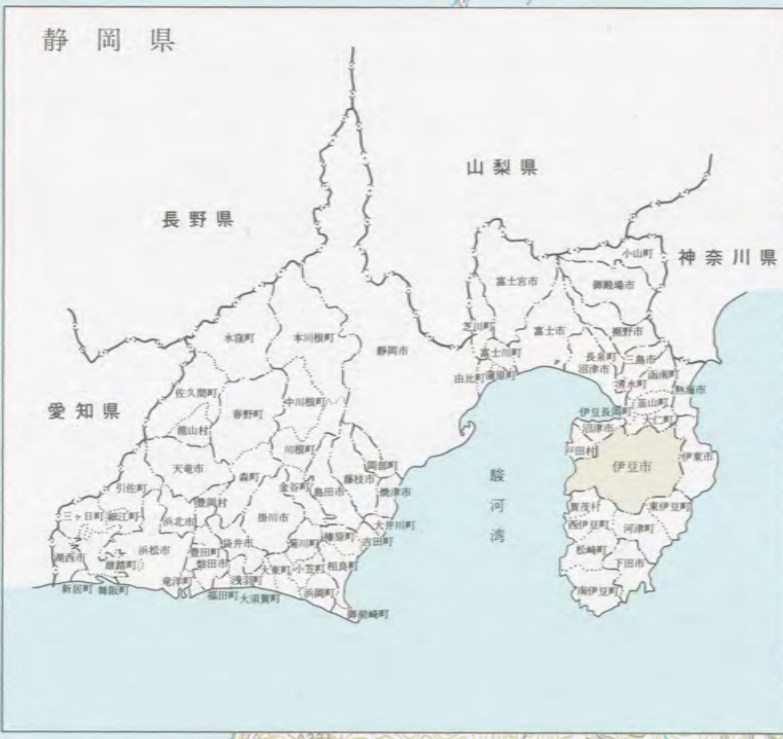 静岡県
山梨県
長野県
神奈川県
愛知県
小山町
富士宮市
御殿場市
水窪町
本川根町
静岡市
芝川町
富士市
裾野市
富士川町
長泉町
三島市
沼津市
函南町
由比町
蒲原町
清水町
熱海市
佐久間町
春野町
中川根町
韮山町
龍山村
伊豆長岡町
大仁町
沼津市
天竜市
川根町
戸田村
伊豆市
伊東市
岡部町
森町
金谷町
島田市
藤枝市
焼津市
駿河湾
引佐町
豊岡村
三ヶ日町
細江町
浜北市
掛川市
大井川町
賀茂村
東伊豆町
榛原町
吉田町
西伊豆町
河津町
湖西市
浜松市
豊田町
袋井市
菊川町
雄踏町
磐田市
大東町
小笠町
相良町
松崎町
下田市
新居町
舞阪町
竜洋町
浅羽町
福田町
大須賀町
浜岡町
南伊豆町
御前崎町